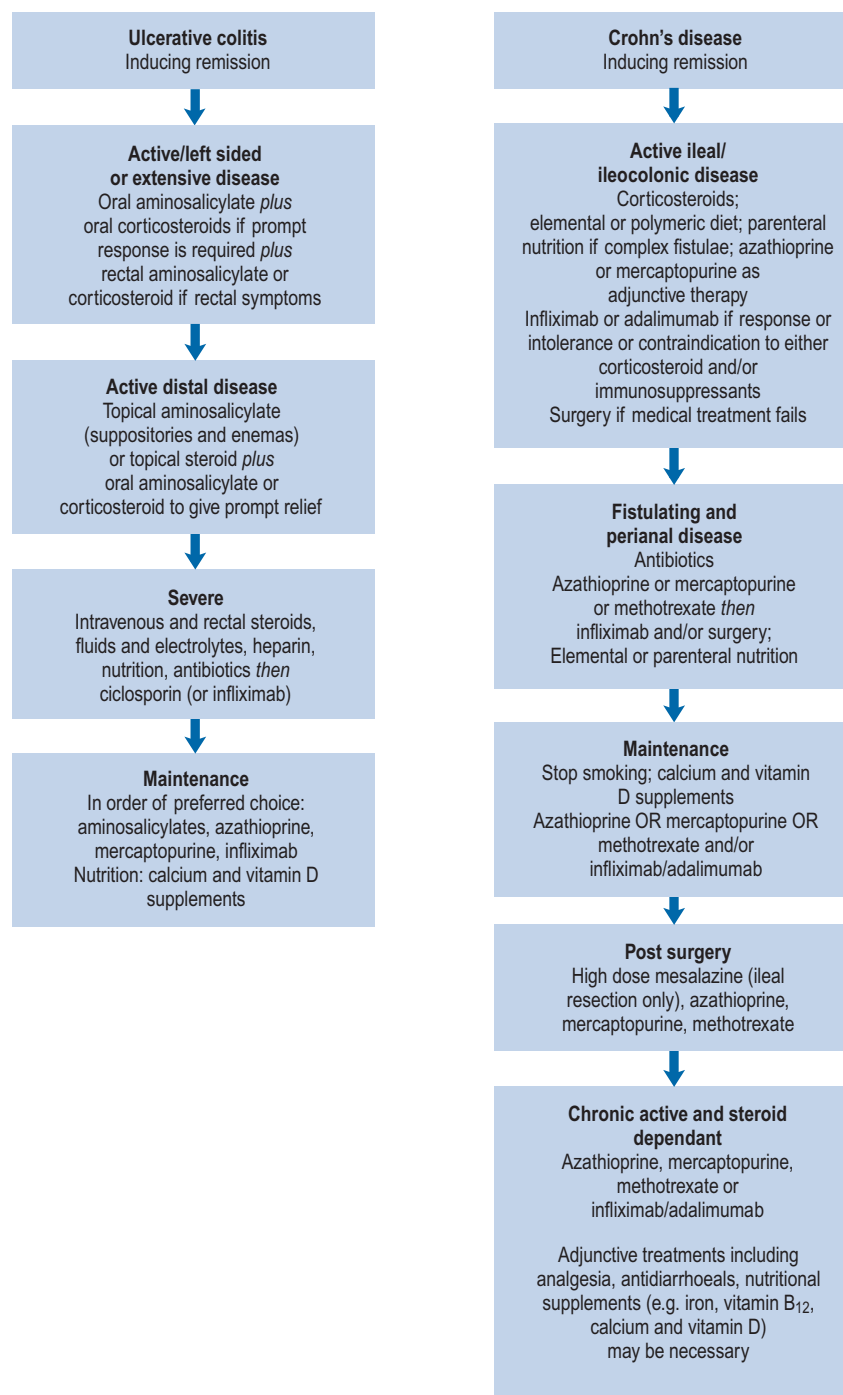 Ulcerative colitis
Inducing remission
Active/left sided
or extensive disease
Oral aminosalicylate plus
oral corticosteroids if prompt
response is required plus
rectal aminosalicylate or
corticosteroid if rectal symptoms
Active distal disease
Topical aminosalicylate
(suppositories and enemas)
or topical steroid plus
oral aminosalicylate or
corticosteroid to give prompt relief
Severe
Intravenous and rectal steroids,
fluids and electrolytes, heparin,
nutrition, antibiotics then
ciclosporin (or infliximab)
Maintenance
In order of preferred choice:
aminosalicylates, azathioprine,
mercaptopurine, infliximab
Nutrition: calcium and vitamin D
supplements
Crohn’s disease
Inducing remission
Active ileal/
ileocolonic disease
Corticosteroids;
elemental or polymeric diet; parenteral
nutrition if complex fistulae; azathioprine
or mercaptopurine as
adjunctive therapy
Infliximab or adalimumab if response or
intolerance or contraindication to either
corticosteroid and/or
immunosuppressants
Surgery if medical treatment fails
Fistulating and
perianal disease
Antibiotics
Azathioprine or mercaptopurine
or methotrexate then
infliximab and/or surgery;
Elemental or parenteral nutrition
Maintenance
Stop smoking; calcium and vitamin
D supplements
Azathioprine OR mercaptopurine OR
methotrexate and/or
infliximab/adalimumab
Post surgery
High dose mesalazine (ileal
resection only), azathioprine,
mercaptopurine, methotrexate
Chronic active and steroid
dependant
Azathioprine, mercaptopurine,
methotrexate or
infliximab/adalimumab
Adjunctive treatments including
analgesia, antidiarrhoeals, nutritional
supplements (e.g. iron, vitamin B12,
calcium and vitamin D)
may be necessary